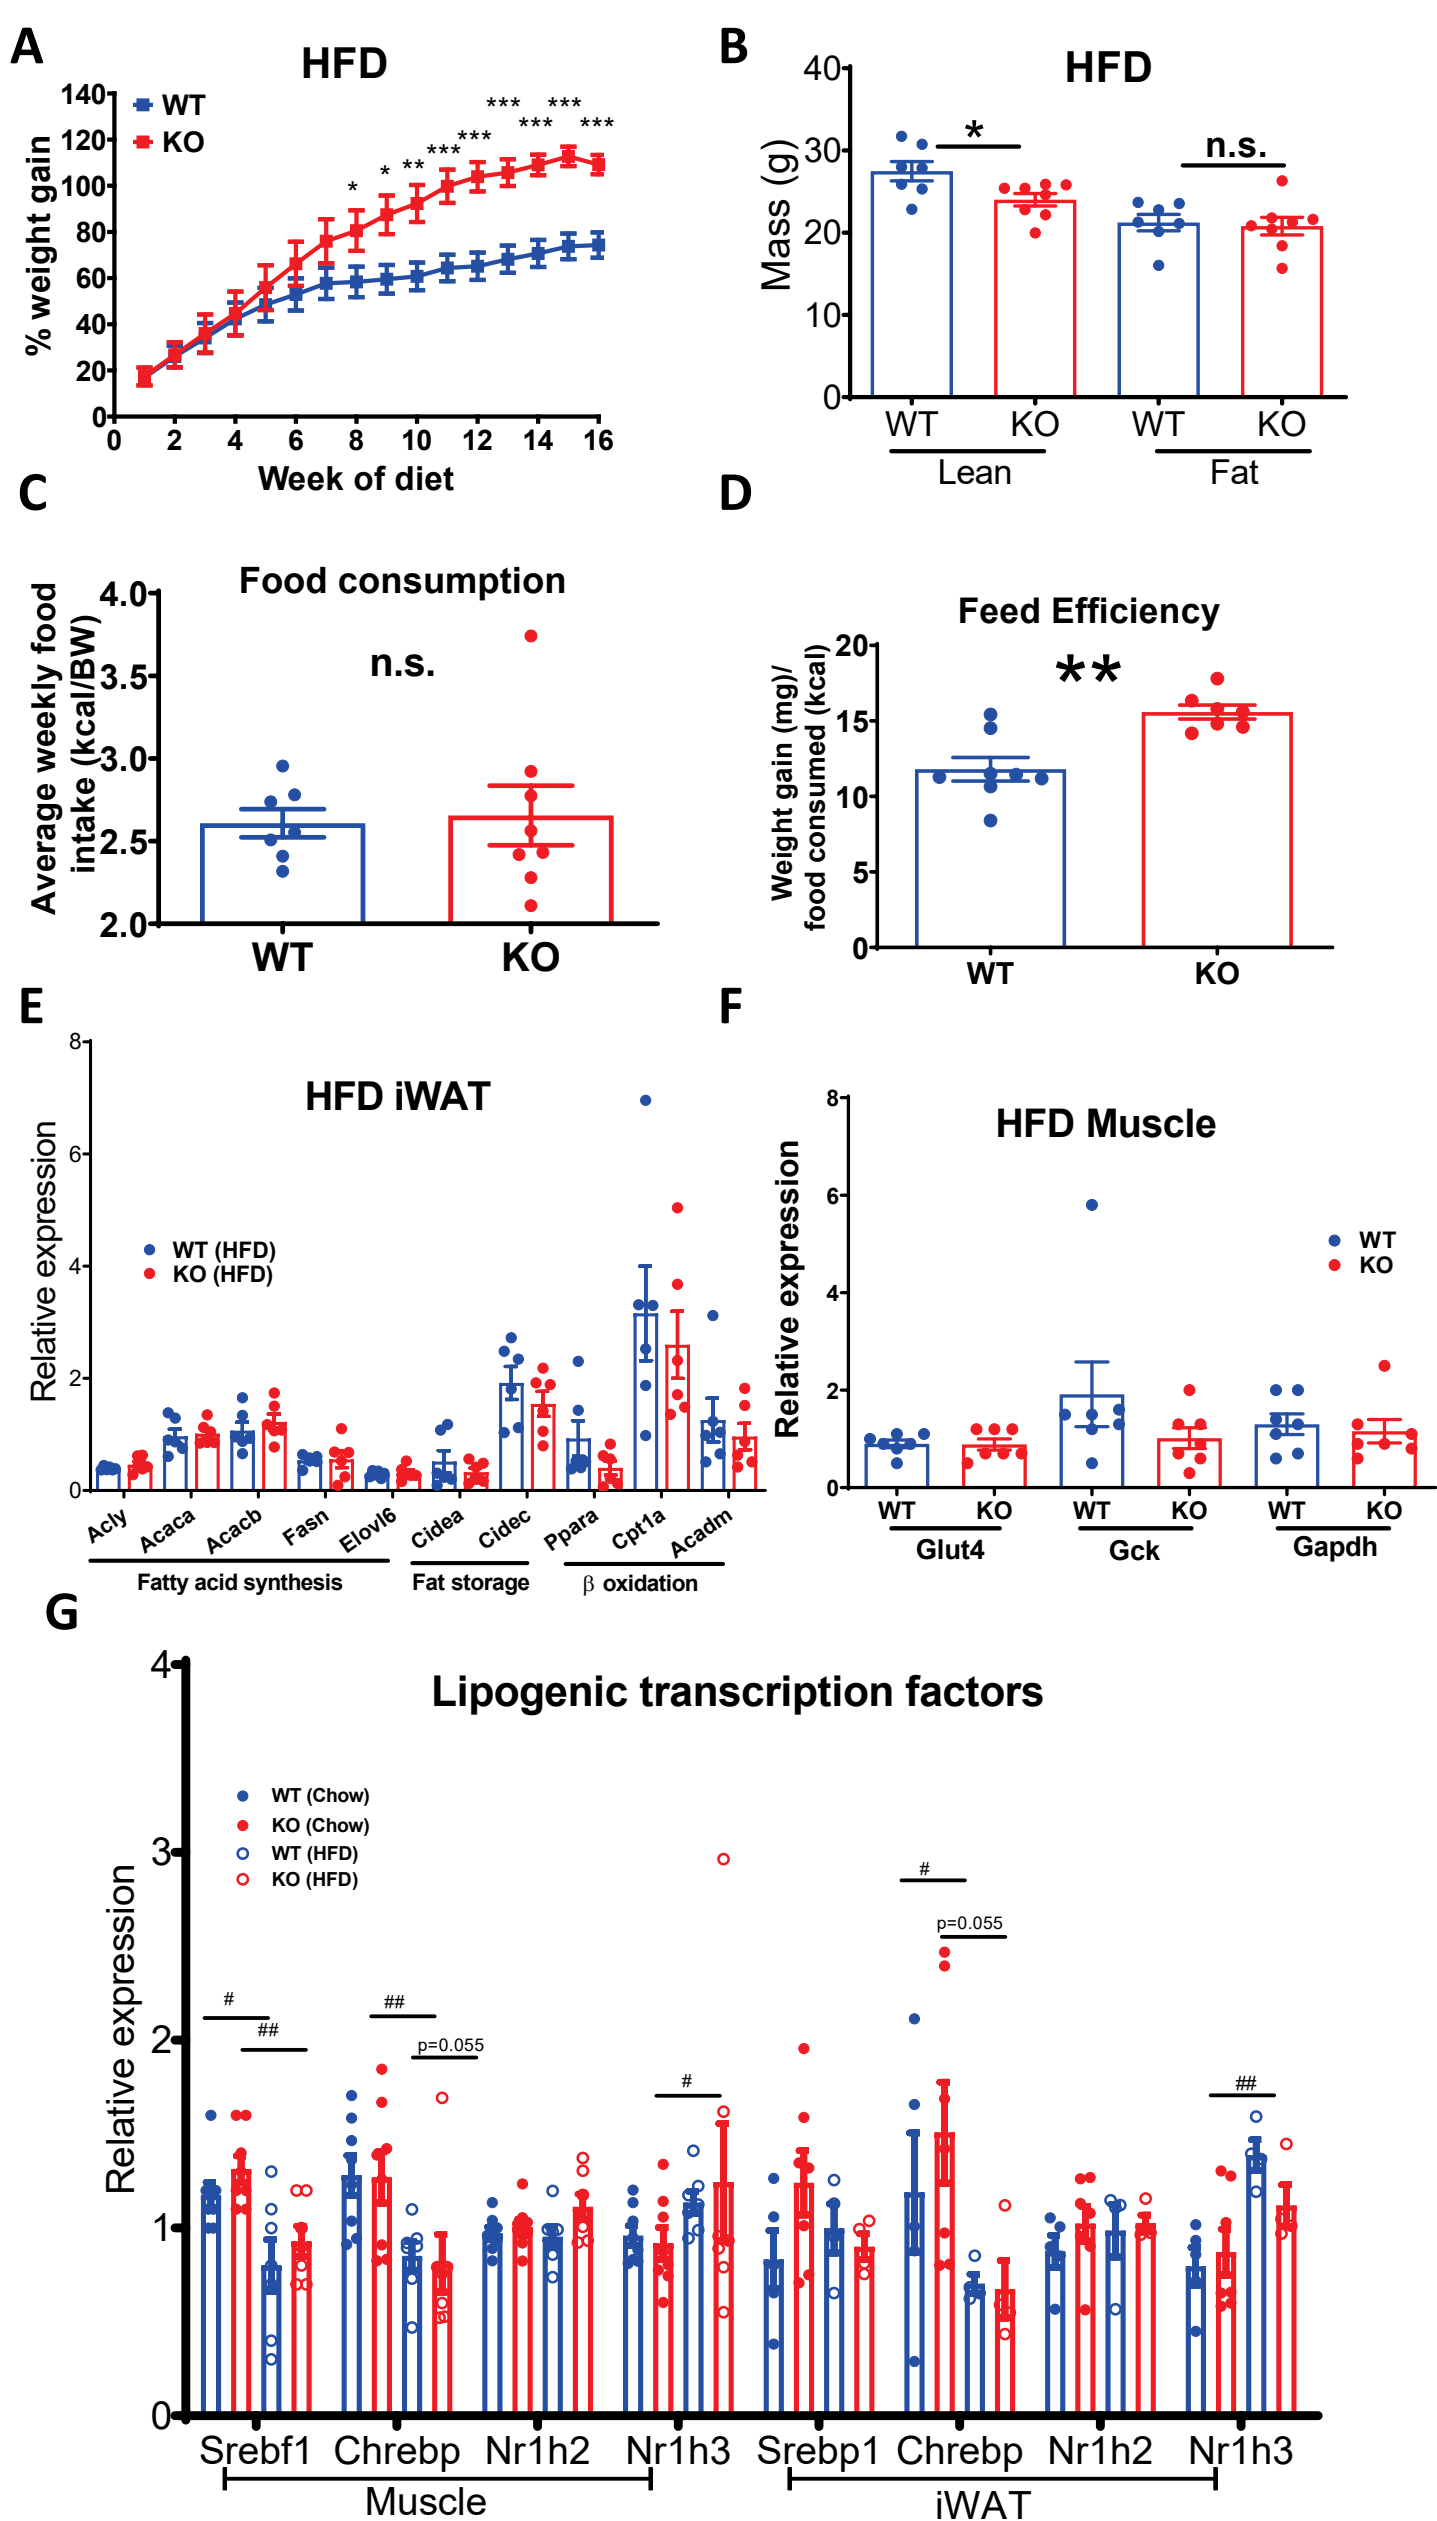 A
HFD
140
120
100
80
60
40
20
0
% weight gain
WT
KO
*
*
**
***
***
***
***
***
***
0 2 4 6 8 10 12 14 16
Week of diet
B
HFD
40
30
20
10
0
Mass (g)
*
n.s.
WT KO WT KO
Lean Fat
C
Food consumption
4.0
3.5
3.0
2.5
2.0
Average weekly food
intake (kcal/BW)
n.s.
WT KO
D
Feed Efficiency
20
15
10
5
0
Weight gain (mg)/
food consumed (kcal)
**
WT KO
E
HFD iWAT
8
6
4
2
0
Relative expression
WT (HFD)
KO (HFD)
Acly Acaca Acacb Fasn Elovl6 Cidea Cidec Ppara Cpt1a Acadm
Fatty acid synthesis Fat storage β oxidation
F
HFD Muscle
8
6
4
2
0
Relative expression
WT
KO
WT KO WT KO WT KO
Glut4 Gck Gapdh
G
Lipogenic transcription factors
4
3
2
1
0
Relative expression
WT (Chow)
KO (Chow)
WT (HFD)
KO (HFD)
#
##
##
p=0.055
#
#
p=0.055
##
Srebf1 Chrebp Nr1h2 Nr1h3 Srebp1 Chrebp Nr1h2 Nr1h3
Muscle iWAT